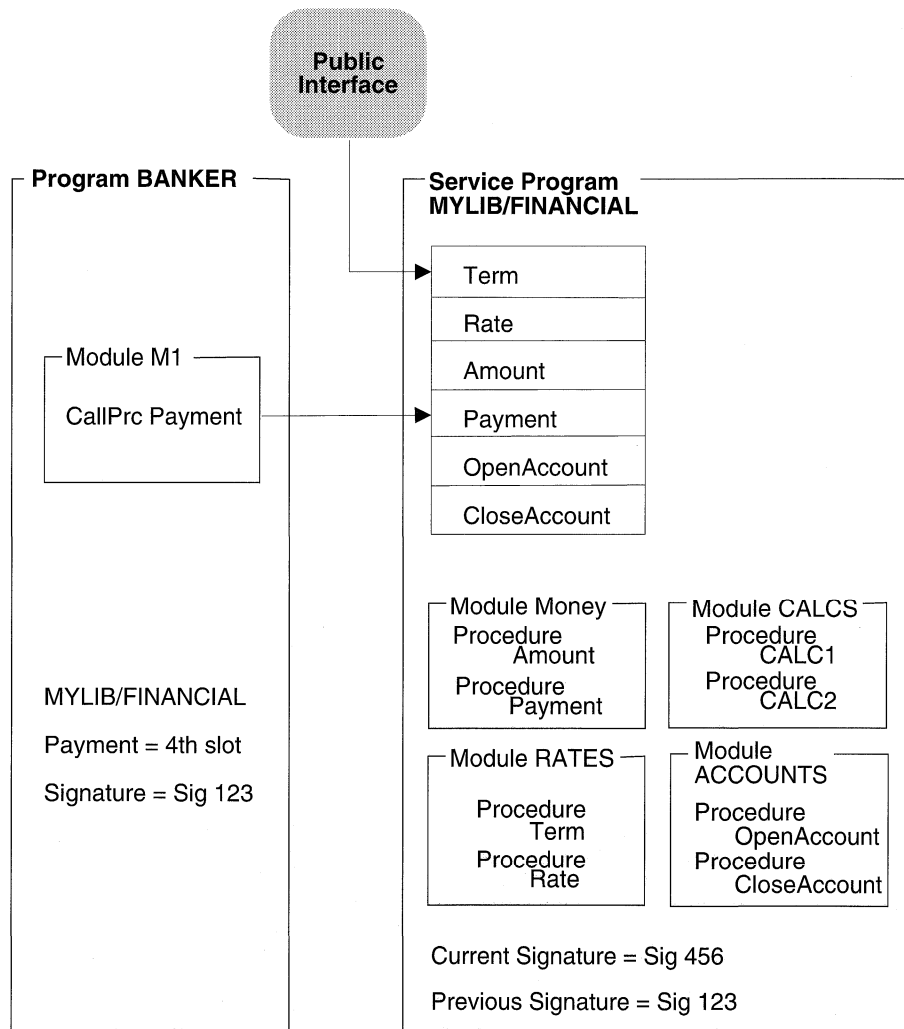 Public
Interface
Program BANKER
Service Program
MYLIB/FINANCIAL
Term
Rate
Amount
Payment
OpenAccount
CloseAccount
Module M1
CallPrc Payment
MYLIB/FINANCIAL
Payment = 4th slot
Signature = Sig 123
Module Money
Procedure
Amount
Procedure
Payment
Module CALCS
Procedure
CALC1
Procedure
CALC2
Module RATES
Procedure
Term
Procedure
Rate
Module
ACCOUNTS
Procedure
OpenAccount
Procedure
CloseAccount
Current Signature = Sig 456
Previous Signature = Sig 123